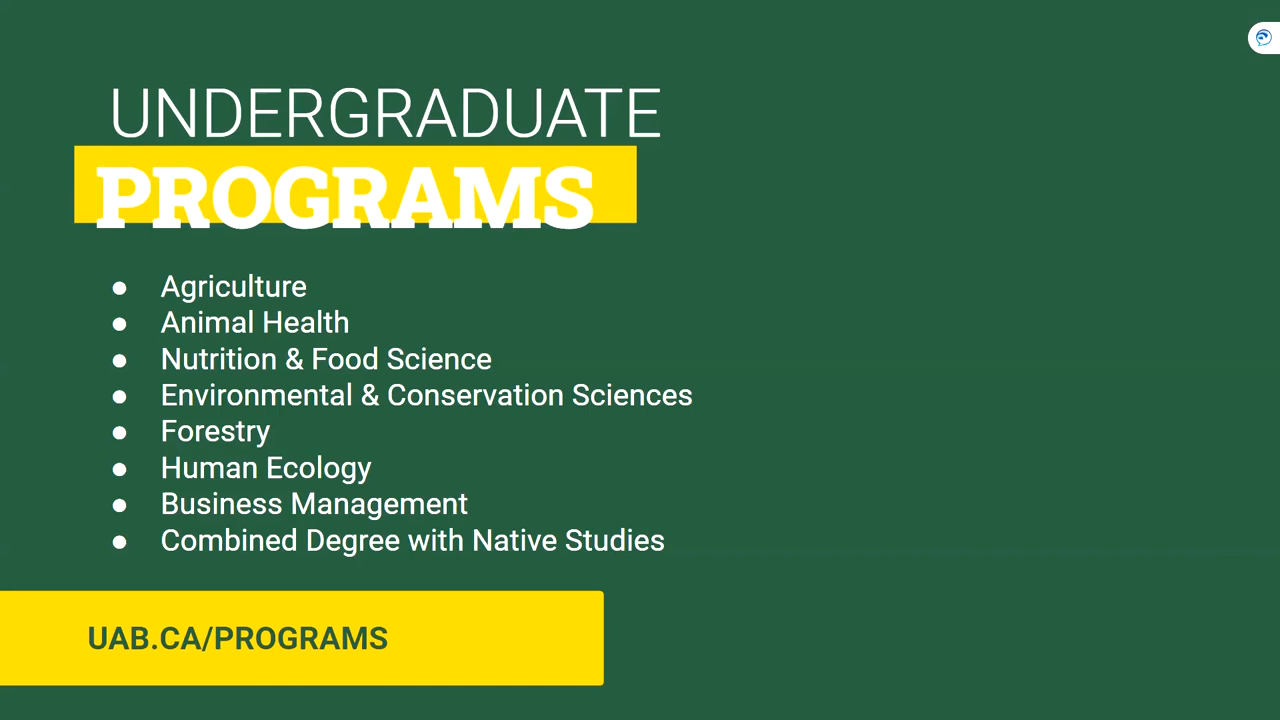 UNDERGRADUATE
PROGRAMS
● Agriculture
● Animal Health
● Nutrition & Food Science
● Environmental & Conservation Sciences
● Forestry
● Human Ecology
● Business Management
● Combined Degree with Native Studies
UAB.CA/PROGRAMS